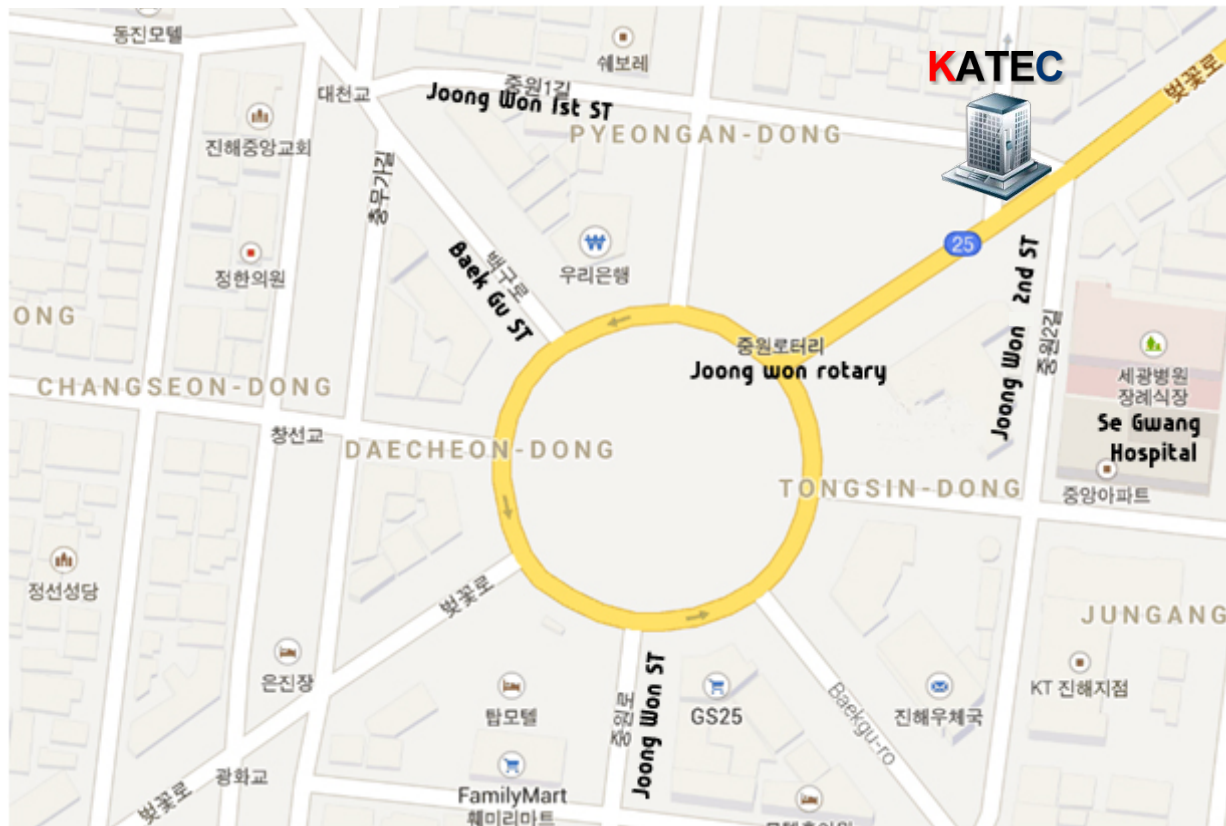 동진모텔
쉐보레
KATEC
벚꽃로
대천교
중원1길
Joong Won 1st ST
PYEONGAN-DONG
진해중앙교회
충무가길
우리은행
25
정한의원
백구로
Baek Gu ST
Joong Won 2nd ST
중원2길
ONG
중원로터리
Joong won rotary
세광병원
장례식장
CHANGSEON-DONG
Se Gwang
Hospital
창선교
DAECHEON-DONG
TONGSIN-DONG
중앙아파트
정선성당
벚꽃로
JUNGANG
은진장
탑모텔
중원로
Joong Won ST
GS25
Baekgu-ro
진해우체국
KT 진해지점
광화교
벚꽃로
FamilyMart
훼미리마트